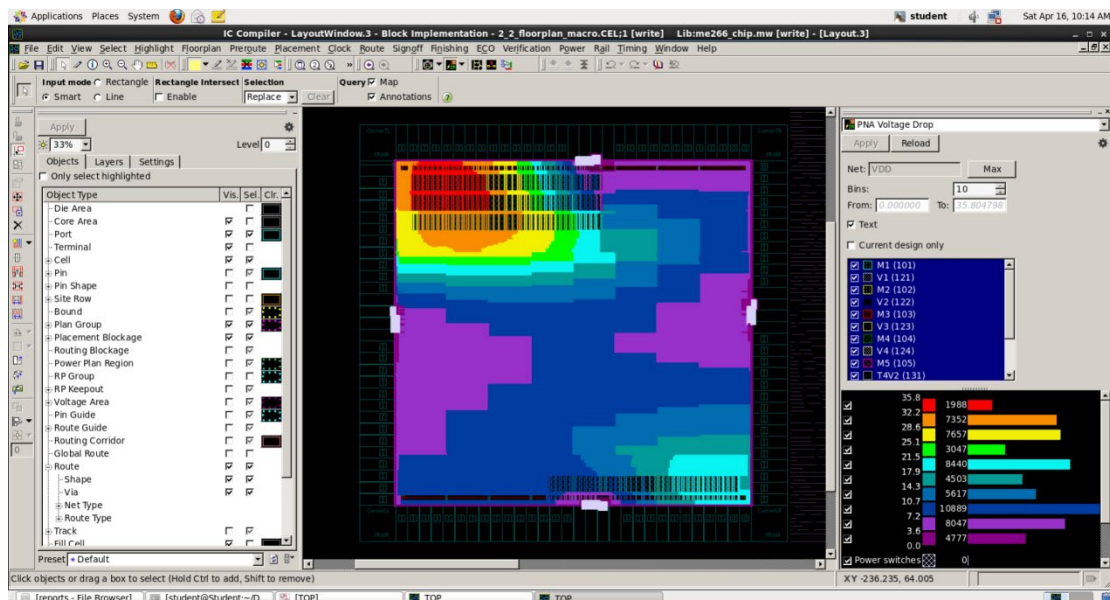 Applications Places System student Sat Apr 16, 10:14 AM
IC Compiler - LayoutWindow.3 - Block Implementation - 2_2_floorplan_macro.CEL;1 [write] Lib:me266_chip.mw [write] - [Layout.3]
File Edit View Select Highlight Floorplan Preroute Placement Clock Route Signoff Finishing ECO Verification Power Rail Timing Window Help
Input mode Rectangle Rectangle Intersect Selection Query Map
Smart Line Enable Replace Clear Annotations
Apply
33% Level 0
Objects Layers Settings
Only select highlighted
Object Type Vis. Sel. Clr.
Die Area
Core Area
Port
Terminal
Cell
Pin
Pin Shape
Site Row
Bound
Plan Group
Placement Blockage
Routing Blockage
Power Plan Region
RP Group
RP Keepout
Voltage Area
Pin Guide
Route Guide
Routing Corridor
Global Route
Route
Shape
Via
Net Type
Route Type
Track
Fill Cell
Preset Default
0
PNA Voltage Drop
Apply Reload
Net: VDD Max
Bins: 10
From: 0.000000 To: 35.804798
Text
Current design only
M1 (101)
V1 (121)
M2 (102)
V2 (122)
M3 (103)
V3 (123)
M4 (104)
V4 (124)
M5 (105)
T4V2 (131)
35.8
1988
32.2
7352
28.6
7657
25.1
3047
21.5
8440
17.9
4503
14.3
5617
10.7
10889
7.2
8047
3.6
4777
0.0
Power switches 0
Click objects or drag a box to select (Hold Ctrl to add, Shift to remove) XY -236.235, 64.005
[reports - File Browser] [student@Student:~/D... [TOP] TOP TOP